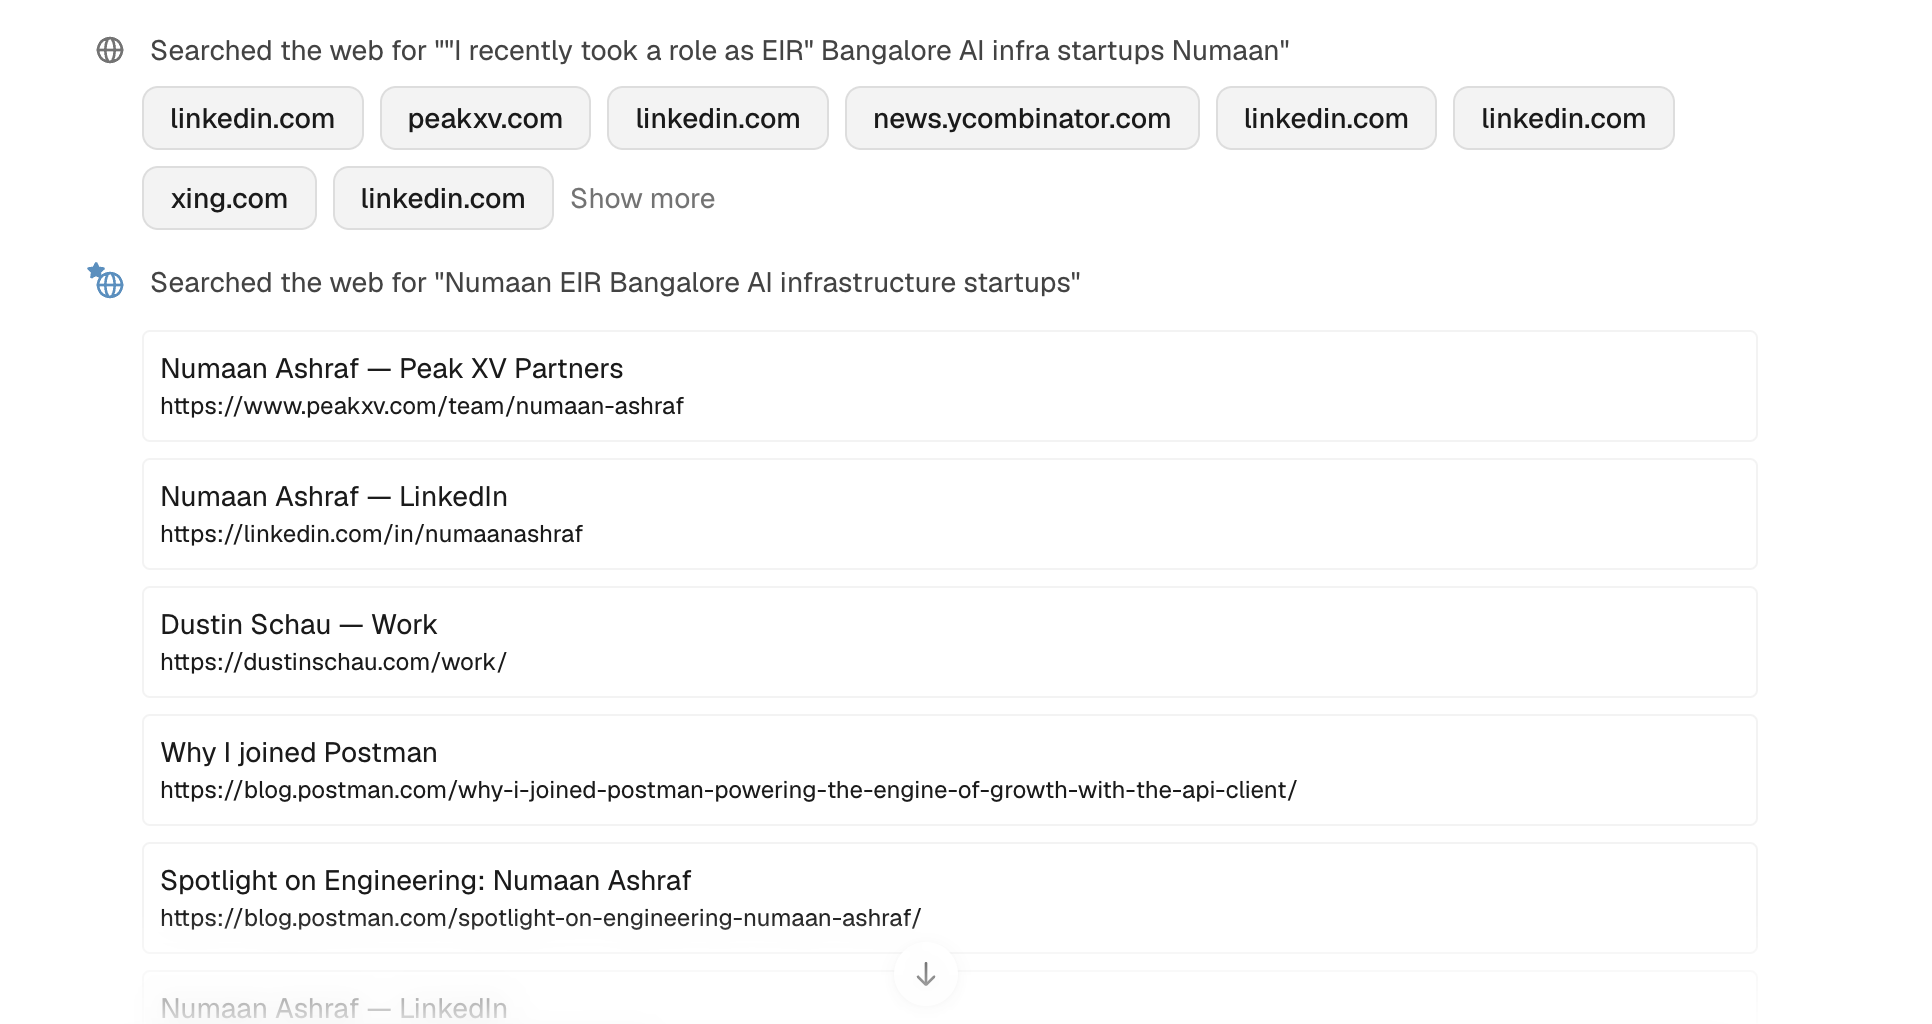 Searched the web for ""I recently took a role as EIR" Bangalore AI infra startups Numaan"
linkedin.com peakxv.com linkedin.com news.ycombinator.com linkedin.com linkedin.com
xing.com linkedin.com Show more
Searched the web for "Numaan EIR Bangalore AI infrastructure startups"
Numaan Ashraf — Peak XV Partners
https://www.peakxv.com/team/numaan-ashraf
Numaan Ashraf — LinkedIn
https://linkedin.com/in/numaanashraf
Dustin Schau — Work
https://dustinschau.com/work/
Why I joined Postman
https://blog.postman.com/why-i-joined-postman-powering-the-engine-of-growth-with-the-api-client/
Spotlight on Engineering: Numaan Ashraf
https://blog.postman.com/spotlight-on-engineering-numaan-ashraf/
Numaan Ashraf — LinkedIn